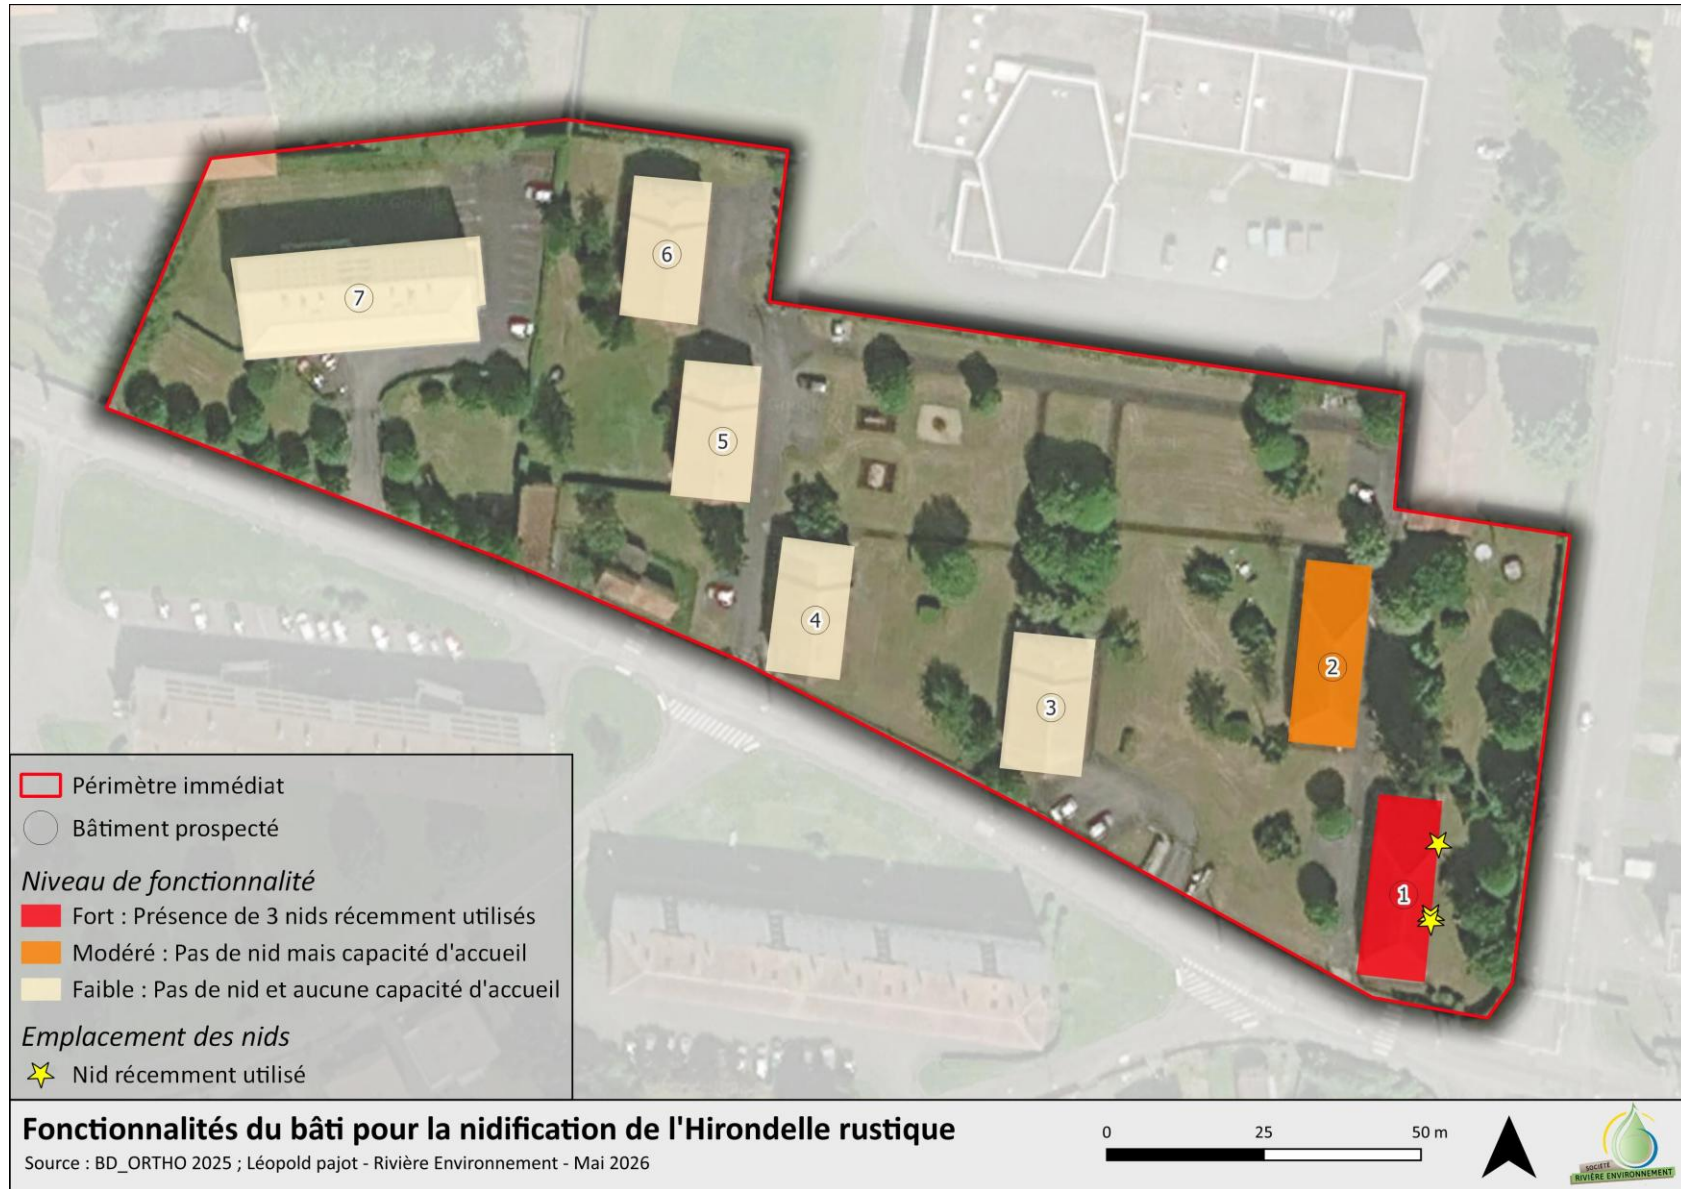 6
7
5
4
2
3
1
Périmètre immédiat
Bâtiment prospecté
Niveau de fonctionnalité
Fort : Présence de 3 nids récemment utilisés
Modéré : Pas de nid mais capacité d'accueil
Faible : Pas de nid et aucune capacité d'accueil
Emplacement des nids
Nid récemment utilisé
Fonctionnalités du bâti pour la nidification de l'Hirondelle rustique
Source : BD_ORTHO 2025 ; Léopold pajot - Rivière Environnement - Mai 2026
0 25 50 m
SOCIÉTÉ
RIVIÈRE ENVIRONNEMENT